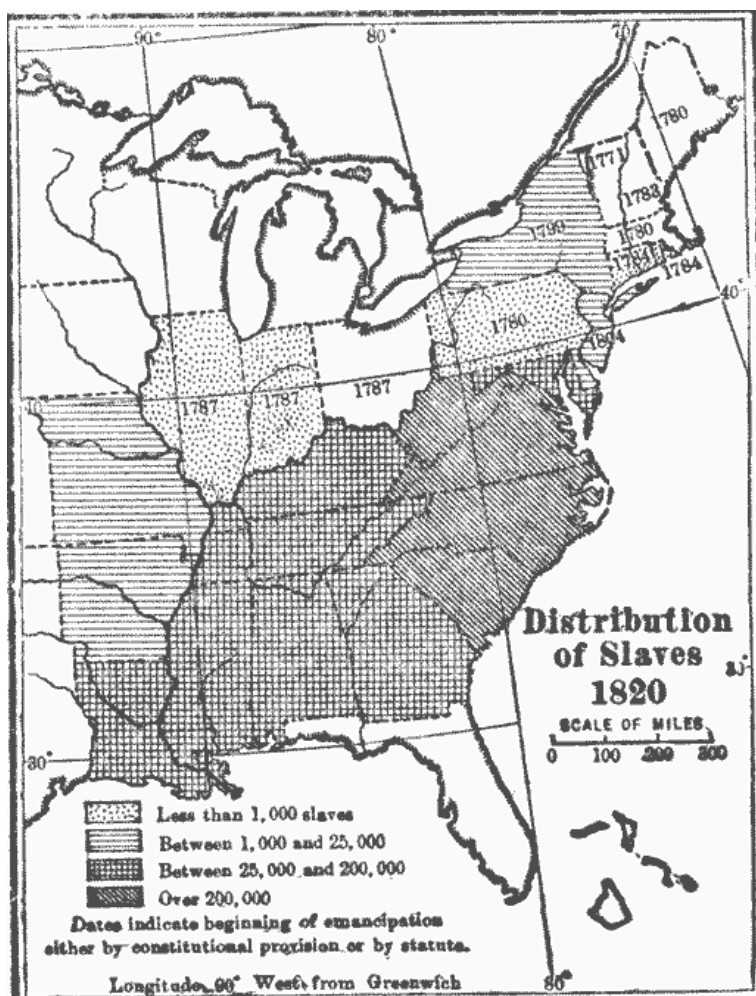 90°
80°
70°
1780
1771
1783
1799
1780
1784
1784
1780
40°
1804
1787
1787
1787
40
Distribution
of Slaves
1820
SCALE OF MILES
0 100 200 300
30°
30°
Less than 1,000 slaves
Between 1,000 and 25,000
Between 25,000 and 200,000
Over 200,000
Dates indicate beginning of emancipation
either by constitutional provision or by statute.
Longitude 90° West from Greenwich
80°